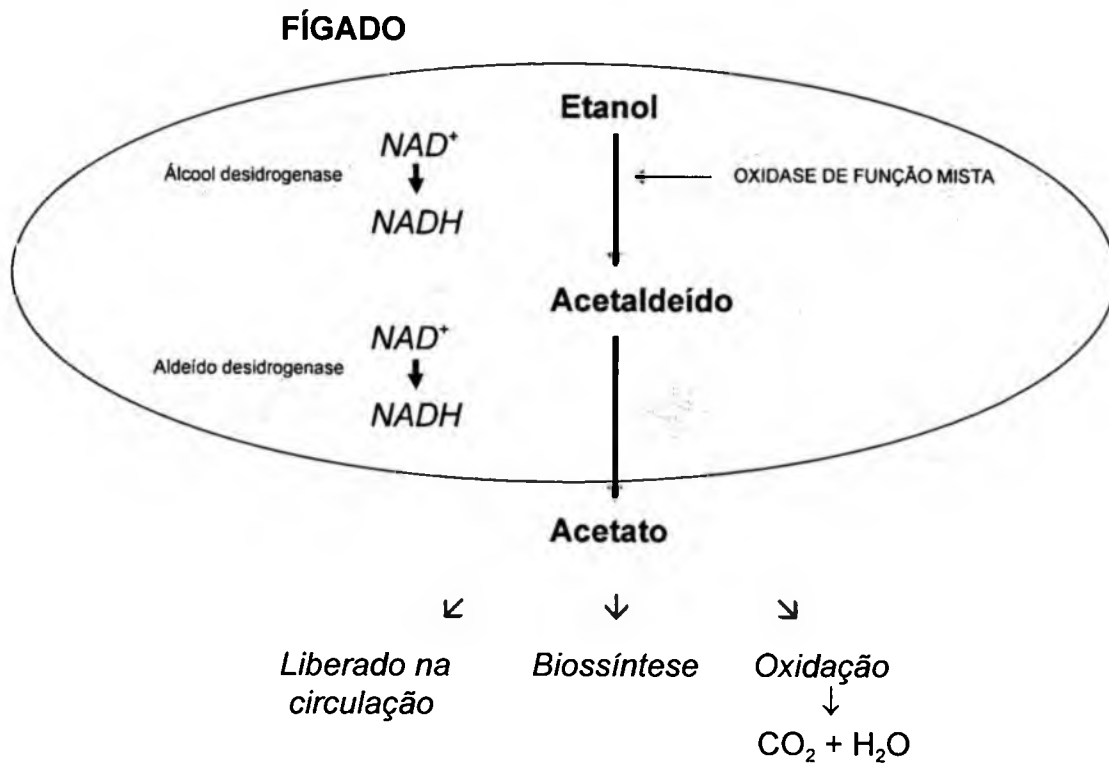 FÍGADO
Etanol
NAD⁺
Álcool desidrogenase
OXIDASE DE FUNÇÃO MISTA
NADH
Acetaldeído
NAD⁺
Aldeído desidrogenase
NADH
Acetato
Liberado na
circulação
Biossíntese
Oxidação
CO₂ + H₂O